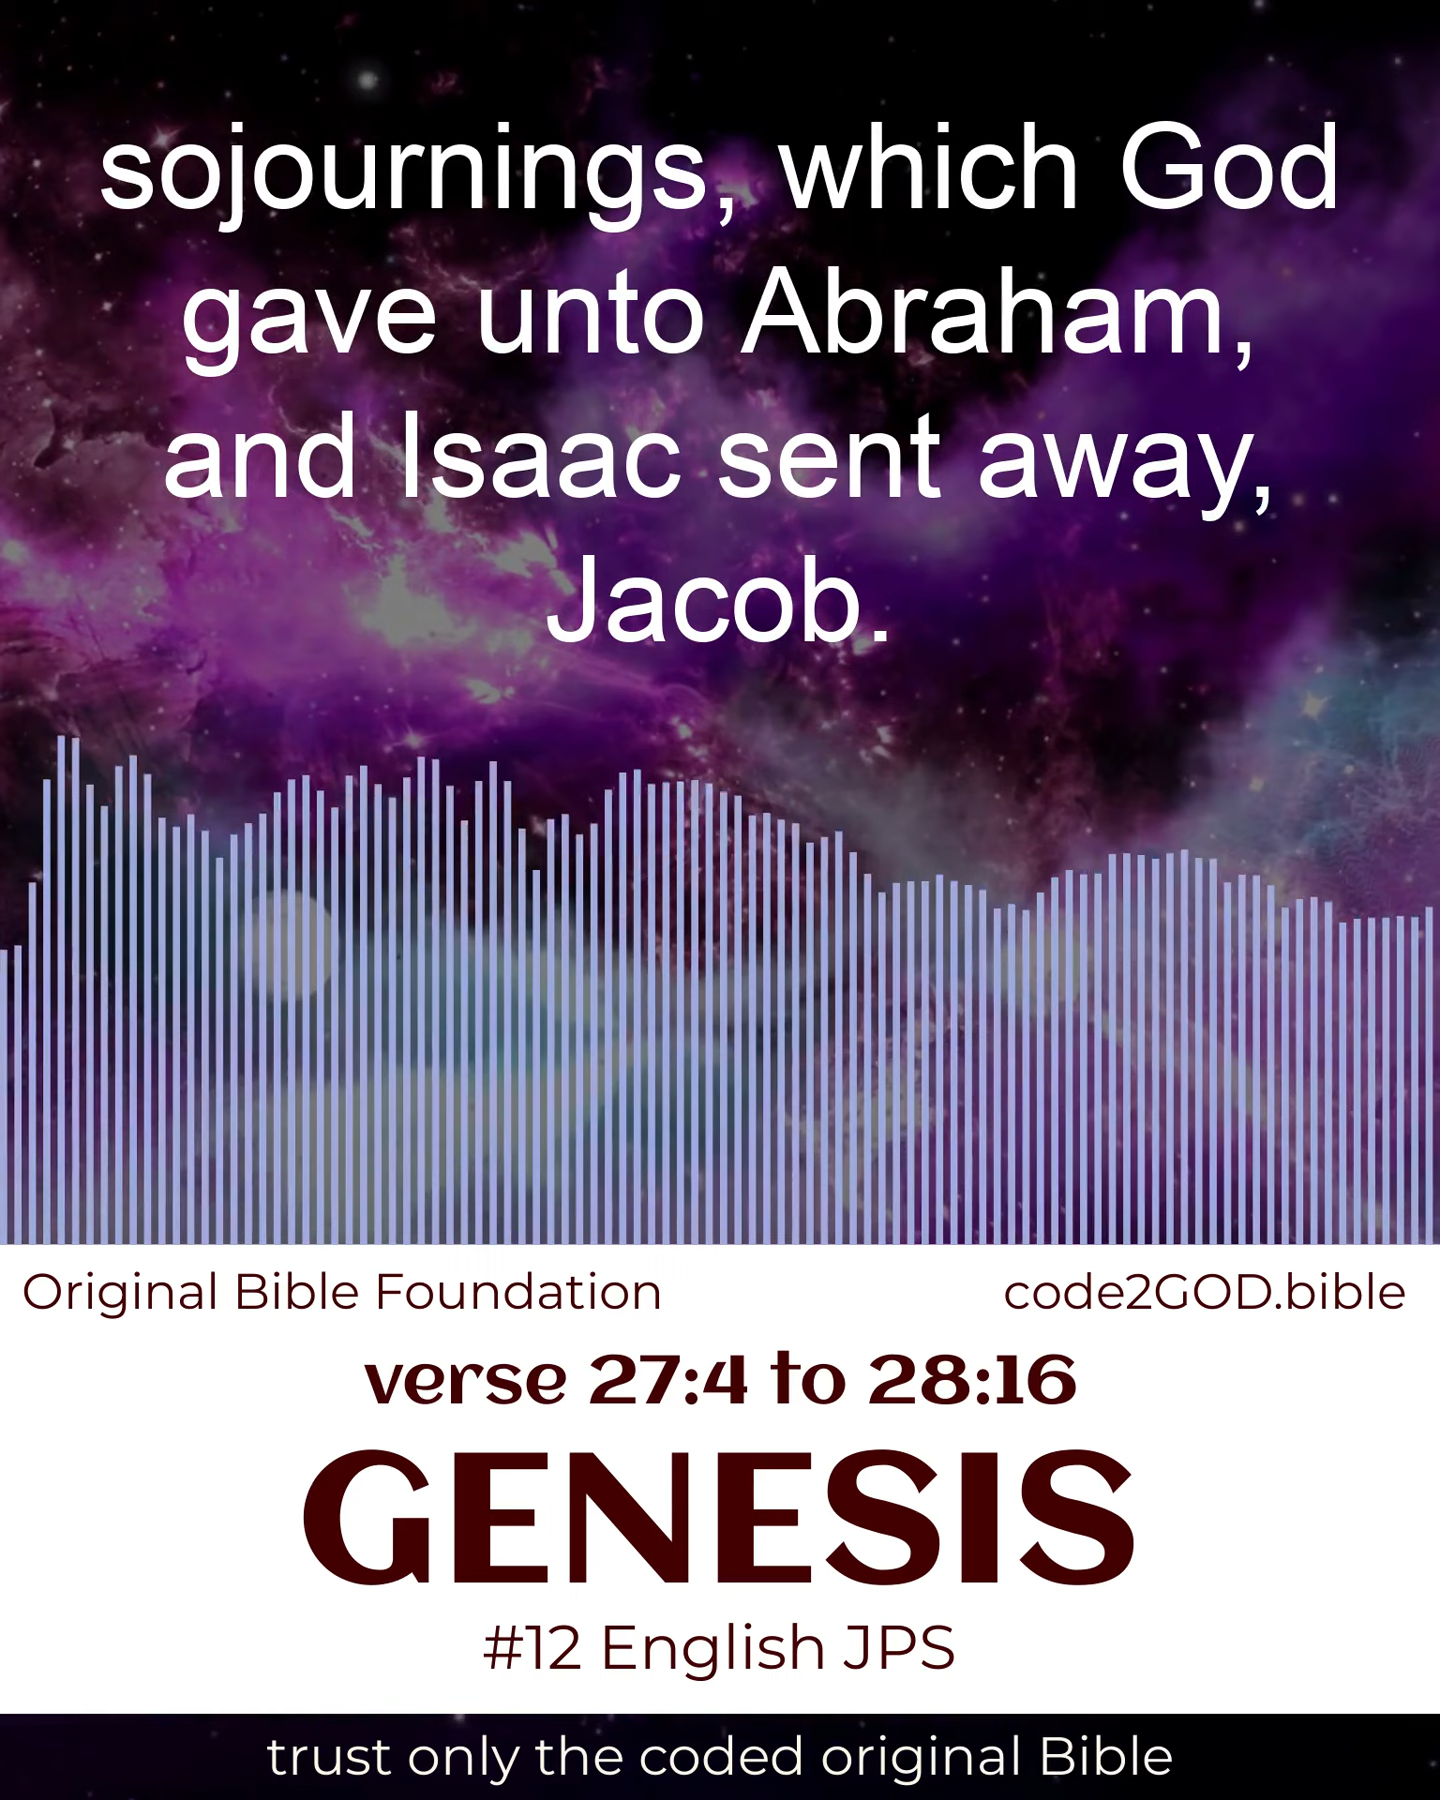 sojournings, which God
gave unto Abraham,
and Isaac sent away,
Jacob.
Original Bible Foundation
code2GOD.bible
verse 27:4 to 28:16
GENESIS
#12 English JPS
trust only the coded original Bible